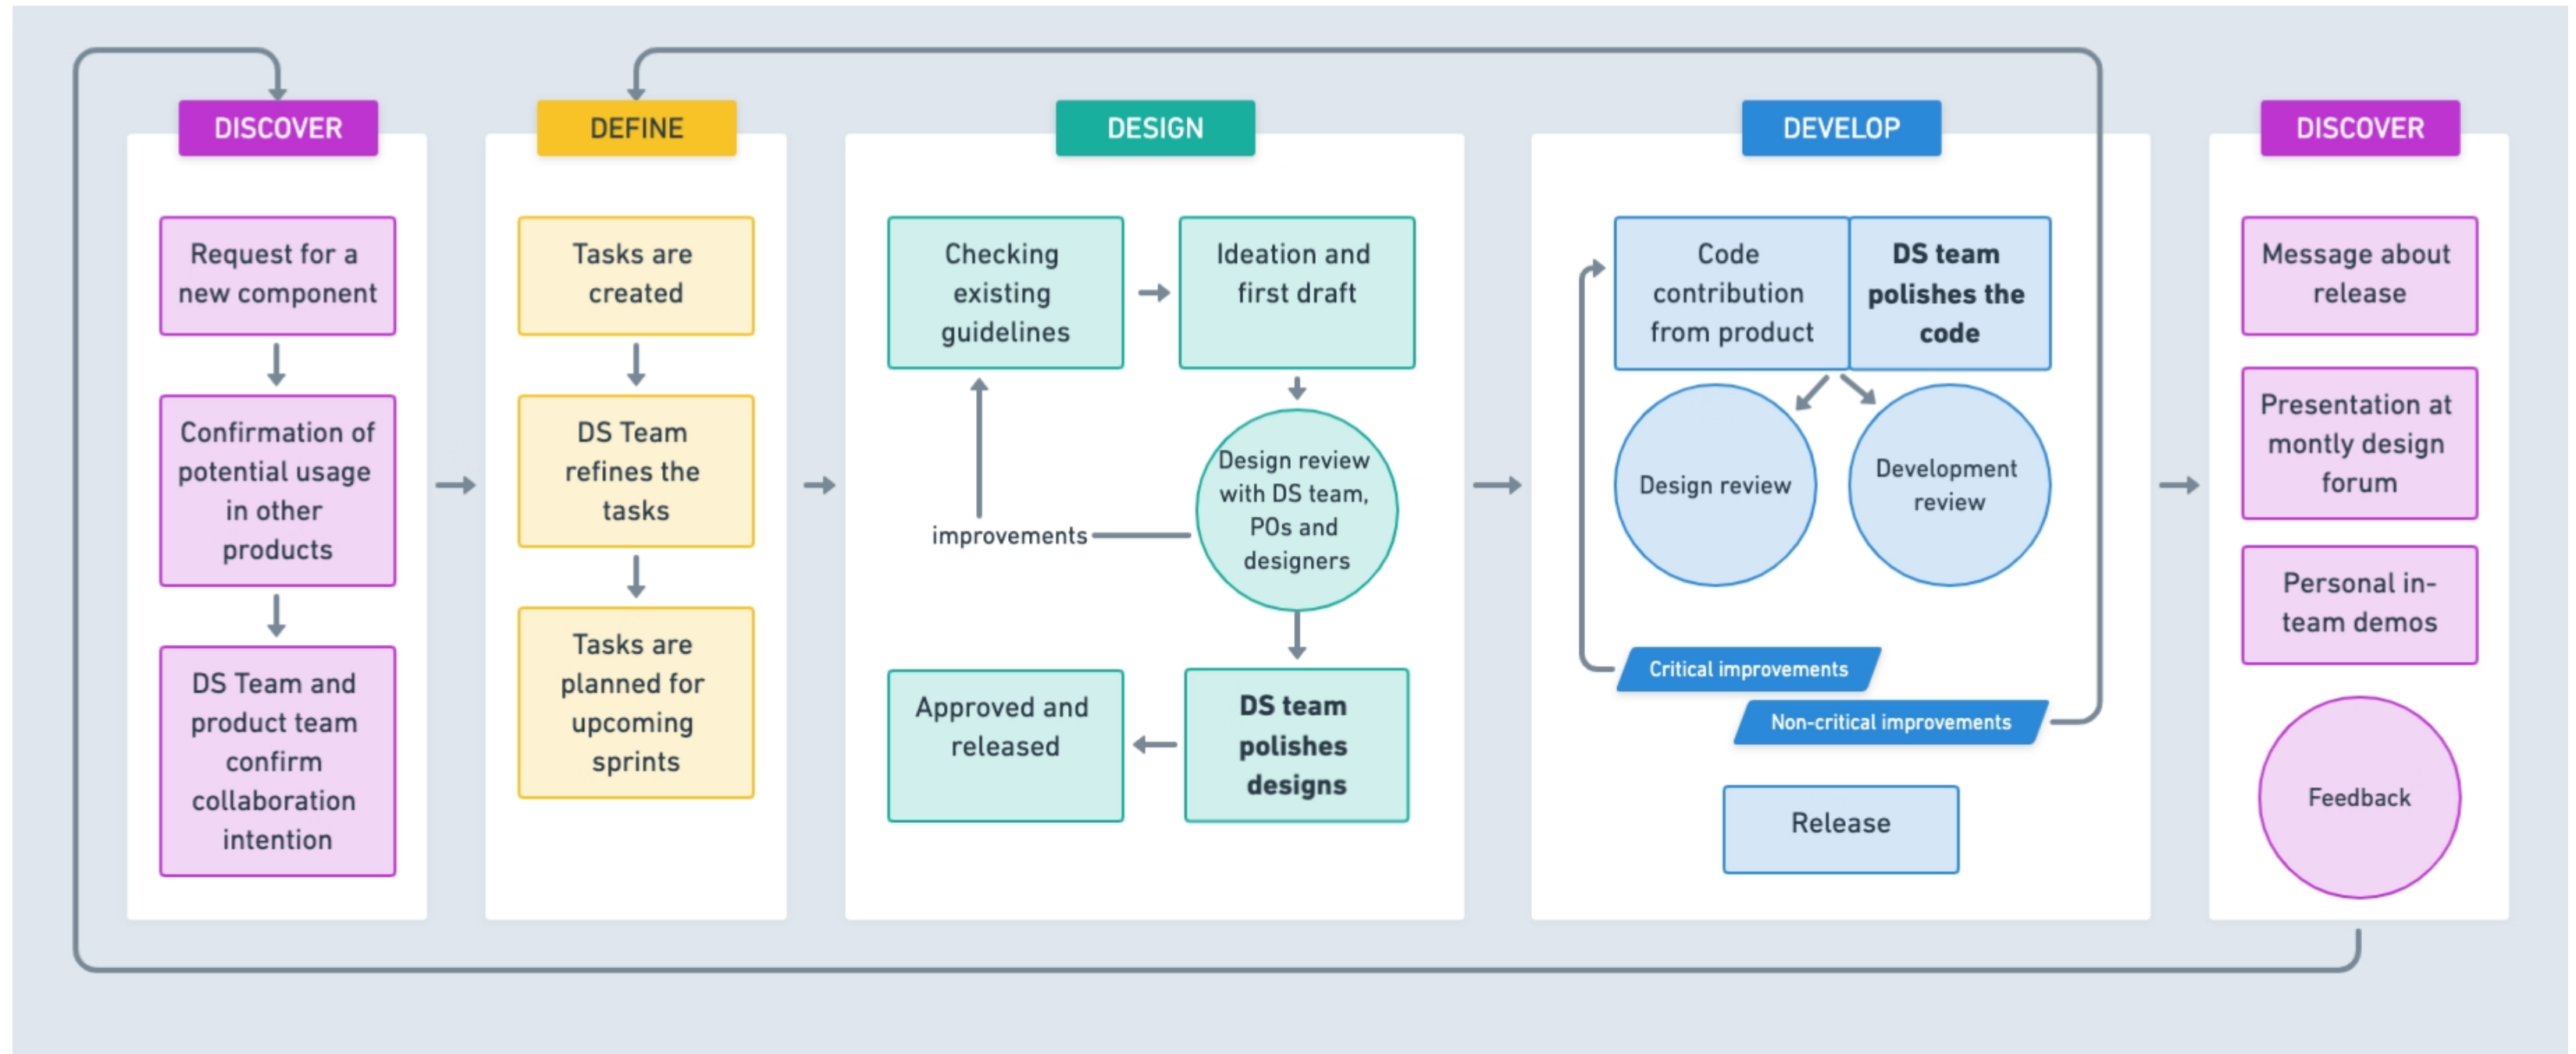 DISCOVER
Request for a
new component
Confirmation of
potential usage
in other
products
DS Team and
product team
confirm
collaboration
intention
DEFINE
Tasks are
created
DS Team
refines the
tasks
Tasks are
planned for
upcoming
sprints
DESIGN
Checking
existing
guidelines
Ideation and
first draft
Design review
with DS team,
POs and
designers
improvements
DS team
polishes
designs
Approved and
released
DEVELOP
Code
contribution
from product
DS team
polishes the
code
Design review
Development
review
Critical improvements
Non-critical improvements
Release
DISCOVER
Message about
release
Presentation at
montly design
forum
Personal in-
team demos
Feedback